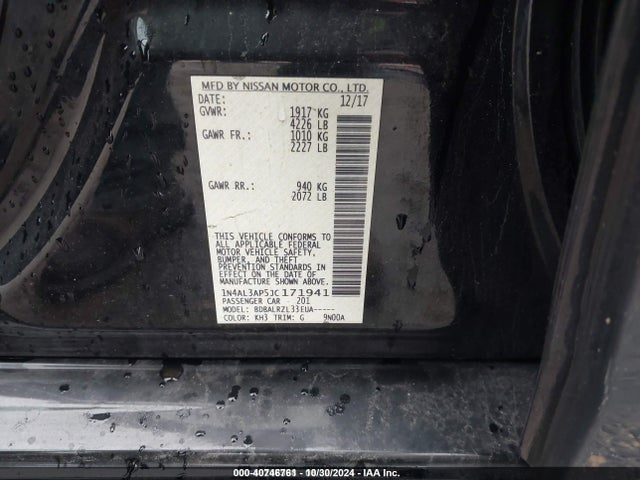 MFD BY NISSAN MOTOR CO., LTD.
DATE: 12/17
GVWR: 1917 KG
4226 LB
GAWR FR.: 1010 KG
2227 LB
GAWR RR.: 940 KG
2072 LB
THIS VEHICLE CONFORMS TO
ALL APPLICABLE FEDERAL
MOTOR VEHICLE SAFETY,
BUMPER, AND THEFT
PREVENTION STANDARDS IN
EFFECT ON THE DATE OF
MANUFACTURE SHOWN ABOVE.
1N4AL3AP5JC171941
PASSENGER CAR - 201
MODEL: BDBALRZL33EUA-----
COLOR: KH3 TRIM: G 9N00A
000-40746761 - 10/30/2024 - IAA Inc.